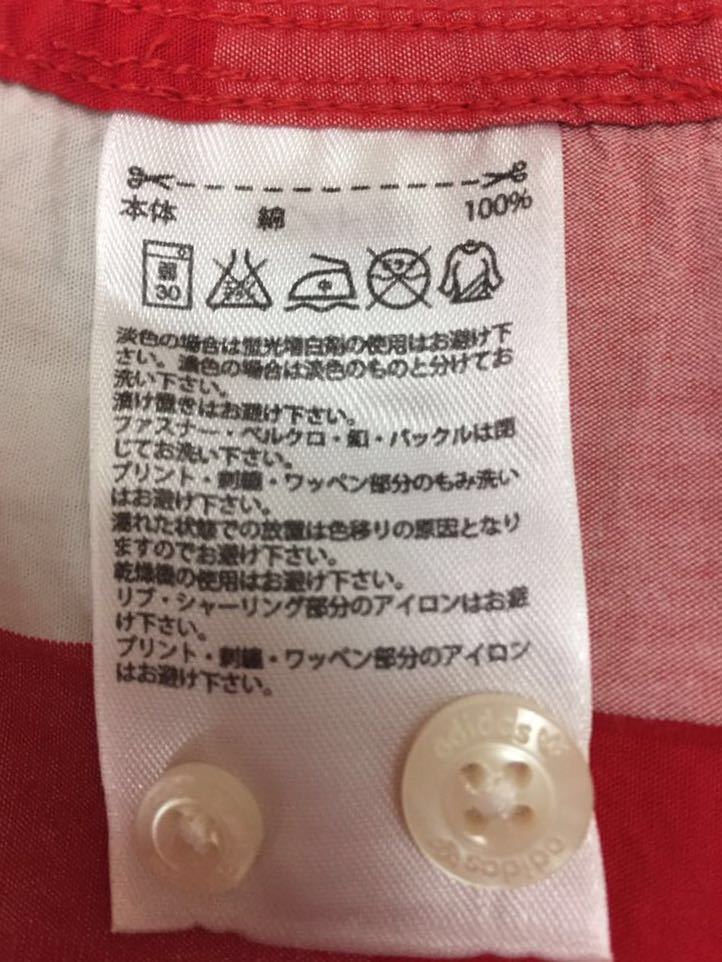 本体 綿 100%
弱
30
エンソ
サラシ
中
ドライ
淡色の場合は蛍光増白剤の使用はお避け下
さい。濃色の場合は淡色のものと分けてお
洗い下さい。
漬け置きはお避け下さい。
ファスナー・ベルクロ・釦・バックルは閉
じてお洗い下さい。
プリント・刺繍・ワッペン部分のもみ洗い
はお避け下さい。
濡れた状態での放置は色移りの原因となり
ますのでお避け下さい。
乾燥機の使用はお避け下さい。
リブ・シャーリング部分のアイロンはお避
け下さい。
プリント・刺繍・ワッペン部分のアイロン
はお避け下さい。
adidas
adidas